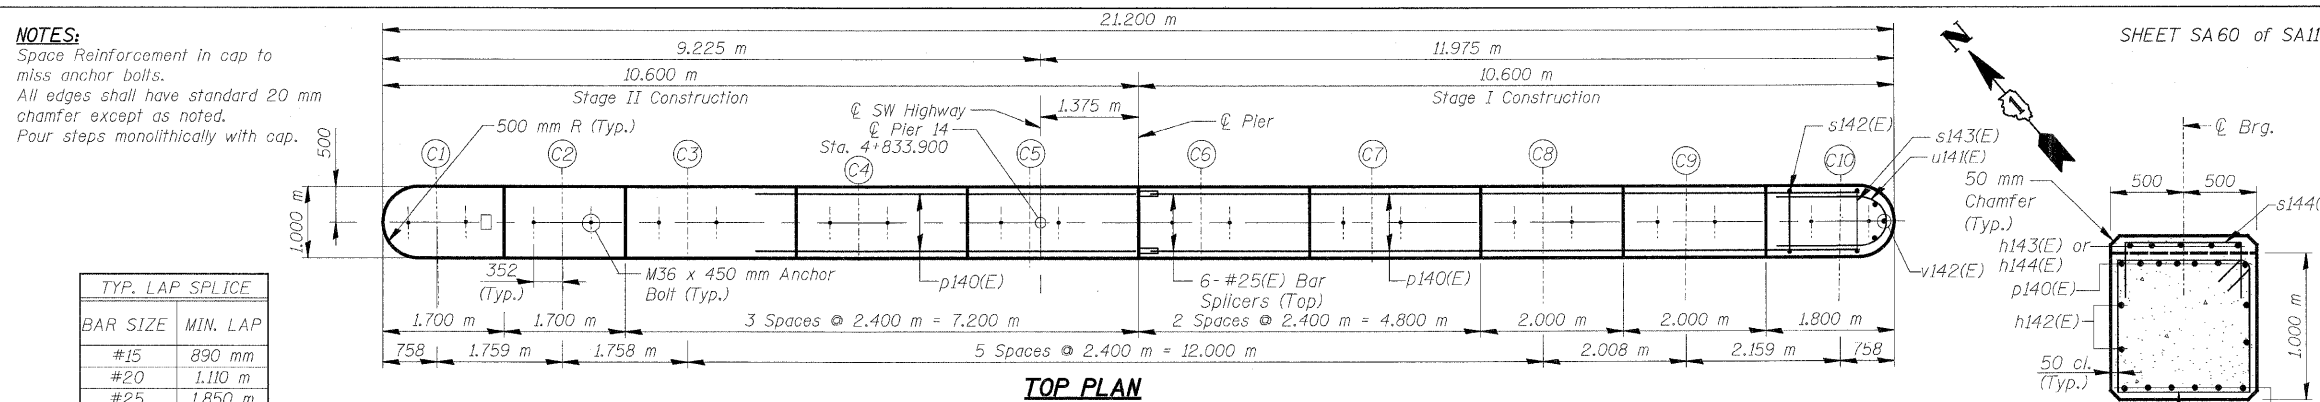 21.200 m
NOTES:
Space Reinforcement in cap to
miss anchor bolts.
All edges shall have standard 20 mm
chamfer except as noted.
Pour steps monolithically with cap.
9.225 m
11.975 m
10.600 m
10.600 m
Stage II Construction
Stage I Construction
1.375 m
℄ SW Highway
℄ Pier 14
Sta. 4+833.900
℄ Pier
500 mm R (Typ.)
500
1.000 m
C1
C2
C3
C4
C5
C6
C7
C8
C9
C10
s142(E)
s143(E)
u141(E)
v142(E)
352
(Typ.)
M36 x 450 mm Anchor
Bolt (Typ.)
p140(E)
6- #25(E) Bar
Splicers (Top)
p140(E)
1.700 m
1.700 m
3 Spaces @ 2.400 m = 7.200 m
2 Spaces @ 2.400 m = 4.800 m
2.000 m
2.000 m
1.800 m
758
1.759 m
1.758 m
5 Spaces @ 2.400 m = 12.000 m
2.008 m
2.159 m
758
TOP PLAN
TYP. LAP SPLICE
BAR SIZE MIN. LAP
#15 890 mm
#20 1.110 m
#25 1.850 m
N
1
SHEET SA60 of SA11
℄ Brg.
500
500
50 mm
Chamfer
(Typ.)
s144(
h143(E) or
h144(E)
p140(E)
h142(E)
50 cl.
(Typ.)
1.000 m